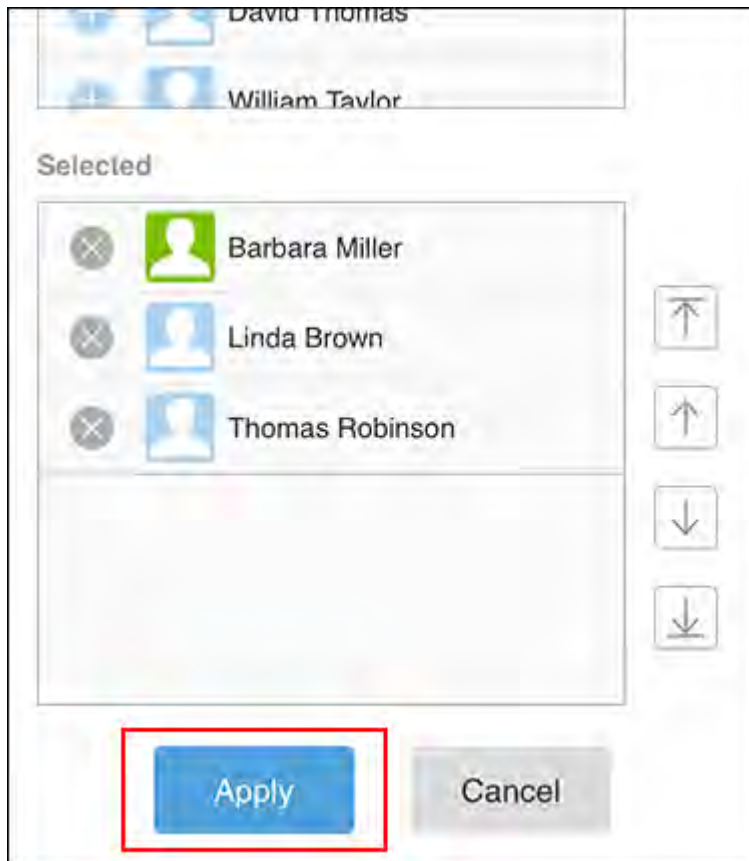 David Thomas
William Taylor
Selected
Barbara Miller
Linda Brown
Thomas Robinson
Apply
Cancel